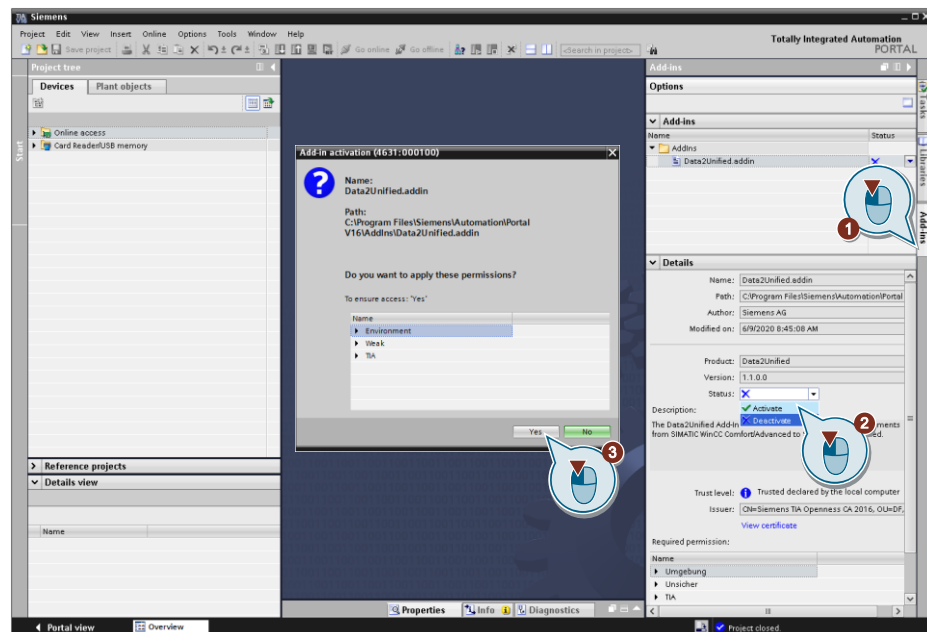 Siemens
Project Edit View Insert Online Options Tools Window Help
Save project
Go online
Go offline
<Search in project>
Totally Integrated Automation
PORTAL
Start
Project tree
Devices
Plant objects
Online access
Card Reader/USB memory
Reference projects
Details view
Name
Add-in activation (4631:000100)
Name:
Data2Unified.addin
Path:
C:\Program Files\Siemens\Automation\Portal
V16\AddIns\Data2Unified.addin
Do you want to apply these permissions?
To ensure access: 'Yes'
Name
Environment
Weak
TIA
Yes
No
3
Properties
Info
Diagnostics
Add-ins
Options
Add-ins
Name
Status
AddIns
Data2Unified.addin
1
Details
Name: Data2Unified.addin
Path: C:\Program Files\Siemens\Automation\Portal
Author: Siemens AG
Modified on: 6/9/2020 8:45:08 AM
Product: Data2Unified
Version: 1.1.0.0
Status:
Activate
Deactivate
2
Description:
The Data2Unified Add-In
from SIMATIC WinCC Comfort/Advanced to
Trust level: Trusted declared by the local computer
Issuer: CN=Siemens TIA Openness CA 2016, OU=DF,
View certificate
Required permission:
Name
Umgebung
Unsicher
TIA
Tasks
Libraries
Add-ins
Portal view
Overview
Project closed.